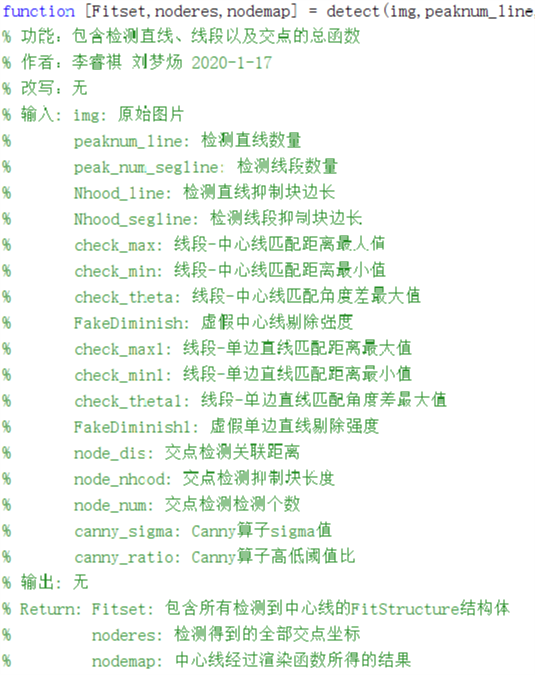 function [Fitset,noderes,nodemap] = detect(img,peaknum_line,
% 功能：包含检测直线、线段以及交点的总函数
% 作者：李睿祺 刘梦炀 2020-1-17
% 改写：无
% 输入：img: 原始图片
% peaknum_line: 检测直线数量
% peak_num_segline: 检测线段数量
% Nhood_line: 检测直线抑制块边长
% Nhood_segline: 检测线段抑制块边长
% check_max: 线段-中心线匹配距离最大值
% check_min: 线段-中心线匹配距离最小值
% check_theta: 线段-中心线匹配角度差最大值
% FakeDiminish: 虚假中心线剔除强度
% check_max1: 线段-单边直线匹配距离最大值
% check_min1: 线段-单边直线匹配距离最小值
% check_theta1: 线段-单边直线匹配角度差最大值
% FakeDiminish1: 虚假单边直线剔除强度
% node_dis: 交点检测关联距离
% node_nhood: 交点检测抑制块长度
% node_num: 交点检测检测个数
% canny_sigma: Canny算子sigma值
% canny_ratio: Canny算子高低阈值比
% 输出：无
% Return: Fitset: 包含所有检测到中心线的FitStructure结构体
% noderes: 检测得到的全部交点坐标
% nodemap: 中心线经过渲染函数所得的结果